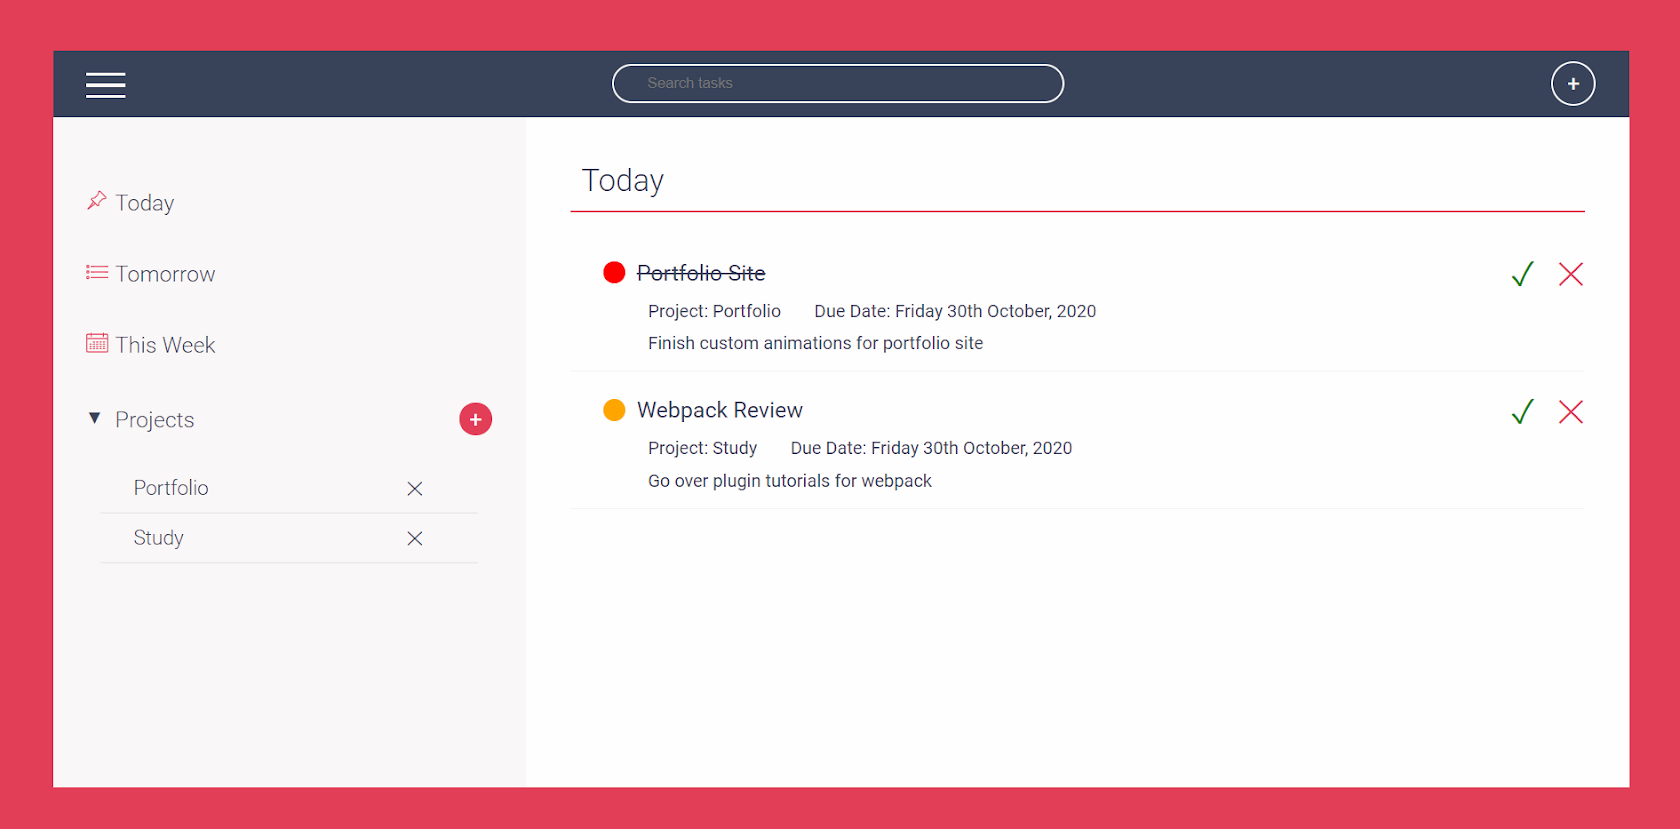 Search tasks
+
Today
Tomorrow
This Week
Projects
+
Portfolio
Study
Today
Portfolio Site
Project: Portfolio Due Date: Friday 30th October, 2020
Finish custom animations for portfolio site
Webpack Review
Project: Study Due Date: Friday 30th October, 2020
Go over plugin tutorials for webpack